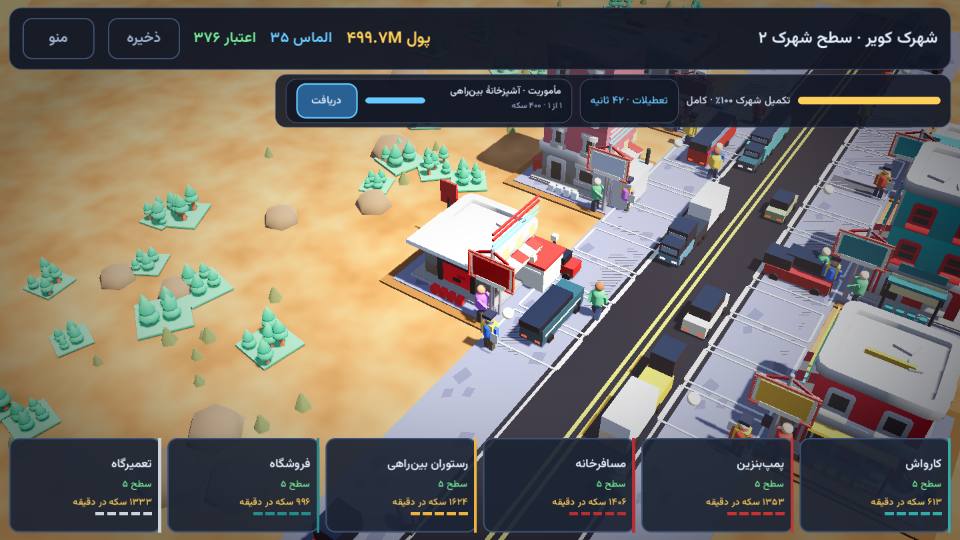 شهرک کویر · سطح شهرک ۲
پول ۴۹۹.۷M
الماس ۳۵
اعتبار ۳۷۶
ذخیره
منو
تکمیل شهرک ۱۰۰٪ · کامل
تعطیلات · ۴۲ ثانیه
مأموریت · آشپزخانهٔ بین‌راهی
۱ از ۱ · ۴۰۰ سکه
دریافت
کارواش
سطح ۵
۶۱۳ سکه در دقیقه
پمپ‌بنزین
سطح ۵
۱۳۵۳ سکه در دقیقه
مسافرخانه
سطح ۵
۱۴۰۶ سکه در دقیقه
رستوران بین‌راهی
سطح ۵
۱۶۲۴ سکه در دقیقه
فروشگاه
سطح ۵
۹۹۶ سکه در دقیقه
تعمیرگاه
سطح ۵
۱۳۳۳ سکه در دقیقه